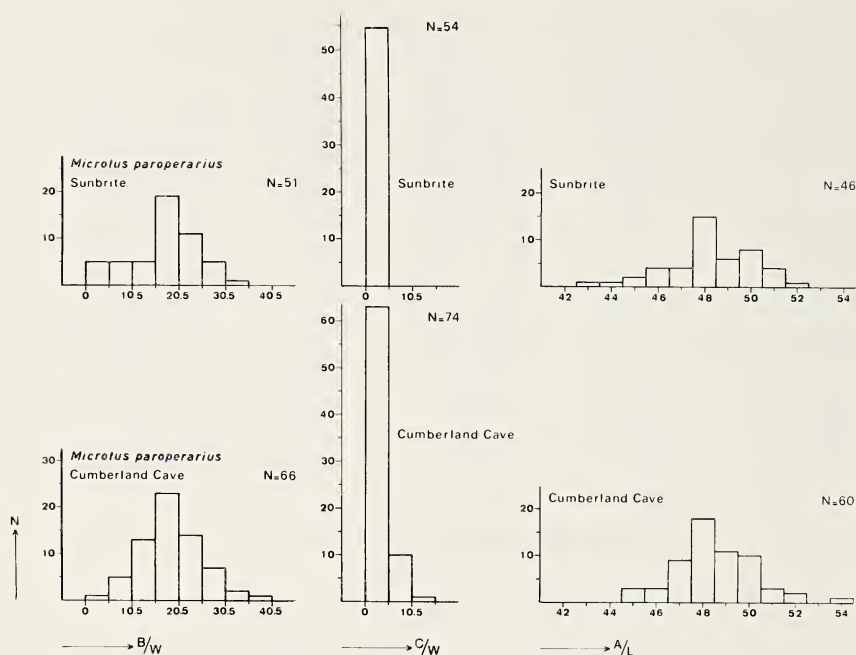 Microtus paroperarius
Sunbrite N=51
20
10
0 10.5 20.5 30.5 40.5
N=54
50
40
30
20
10
Sunbrite
0 10.5
Sunbrite N=46
20
10
42 44 46 48 50 52 54
Microtus paroperarius
Cumberland Cave
N=66
30
20
10
0 10.5 20.5 30.5 40.5
N
B/W
N=74
60
50
40
30
20
10
Cumberland Cave
0 10.5
C/W
Cumberland Cave N=60
20
10
42 44 46 48 50 52 54
A/L